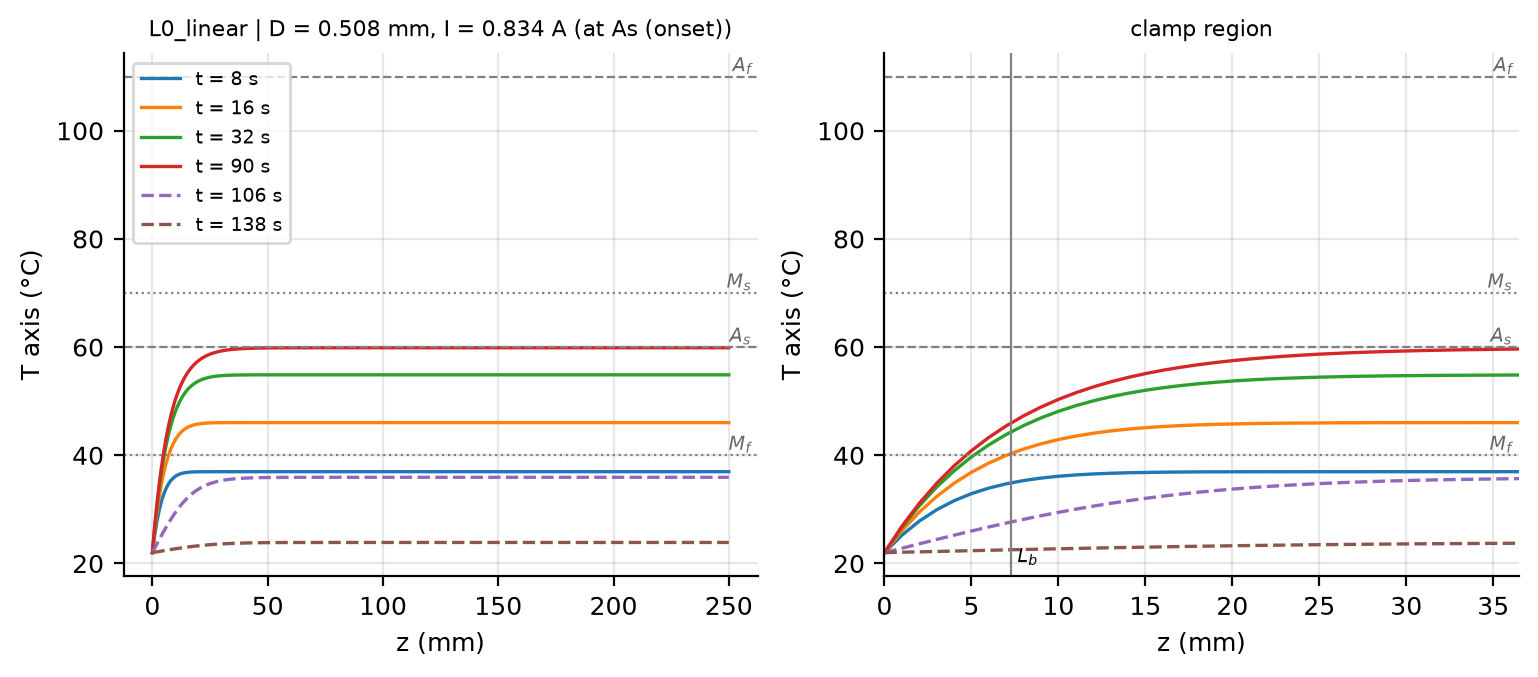 L0_linear | D = 0.508 mm, I = 0.834 A (at As (onset))
t = 8 s
t = 16 s
t = 32 s
t = 90 s
t = 106 s
t = 138 s
A_f
M_s
A_s
M_f
100
80
60
40
20
T axis (°C)
0 50 100 150 200 250
z (mm)
clamp region
A_f
M_s
A_s
M_f
L_b
100
80
60
40
20
T axis (°C)
0 5 10 15 20 25 30 35
z (mm)